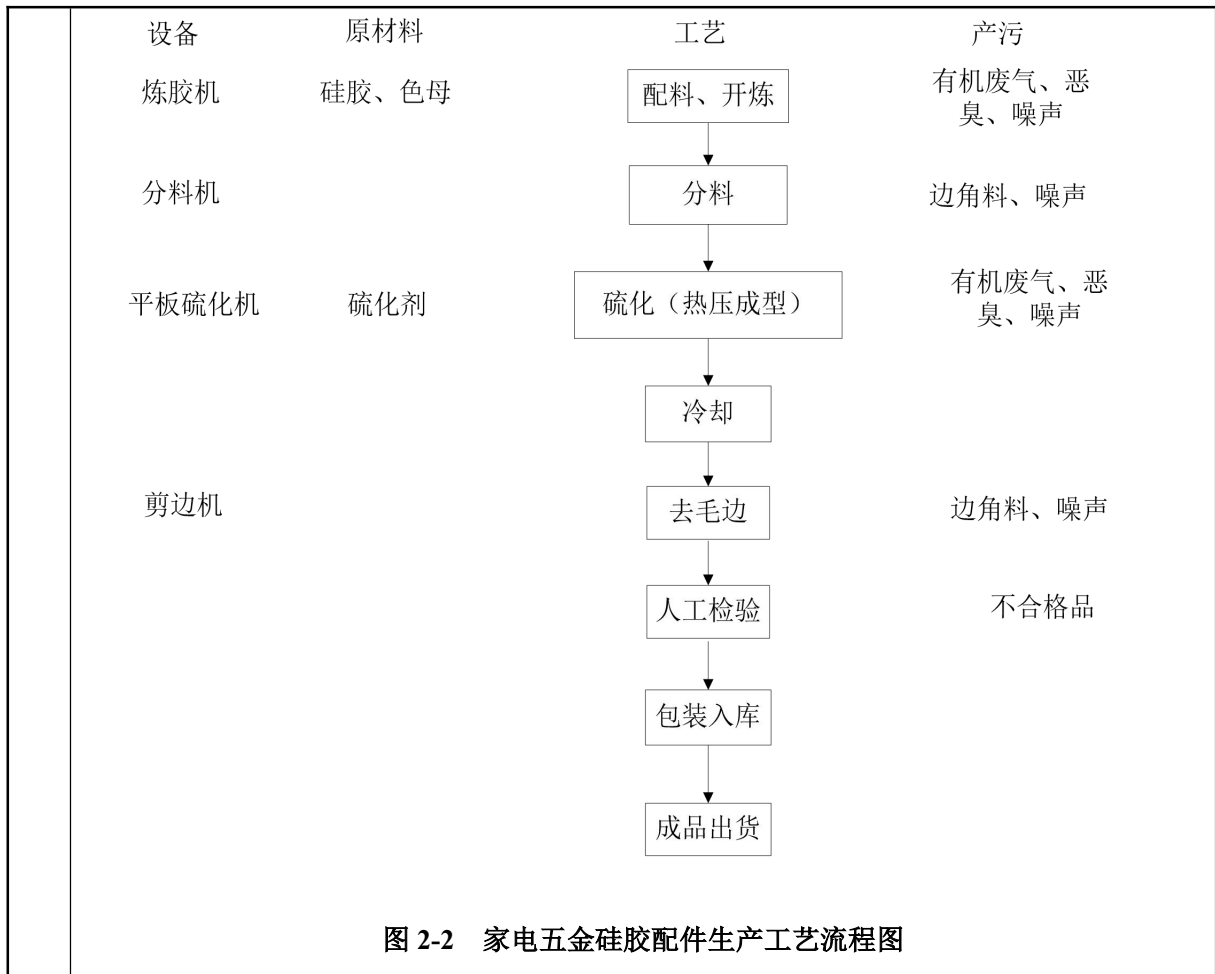 设备 原材料 工艺 产污
炼胶机 硅胶、色母 配料、开炼 有机废气、恶
臭、噪声
分料机 分料 边角料、噪声
平板硫化机 硫化剂 硫化（热压成型） 有机废气、恶
臭、噪声
冷却
剪边机 去毛边 边角料、噪声
人工检验 不合格品
包装入库
成品出货
图 2-2 家电五金硅胶配件生产工艺流程图